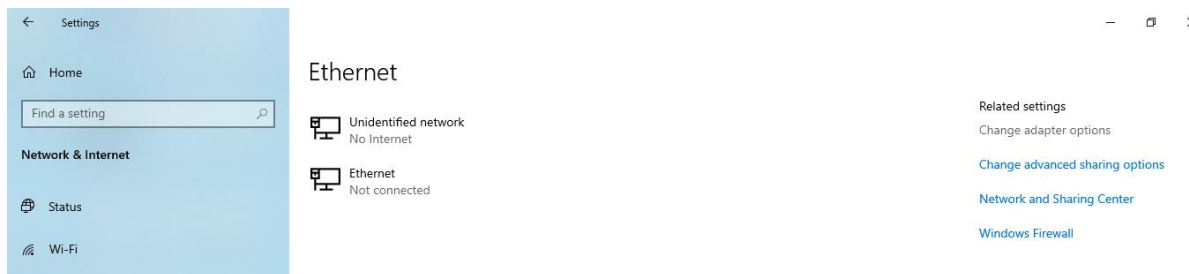 Settings
Home
Find a setting
Network & Internet
Status
Wi-Fi
Ethernet
Unidentified network
No Internet
Ethernet
Not connected
Related settings
Change adapter options
Change advanced sharing options
Network and Sharing Center
Windows Firewall